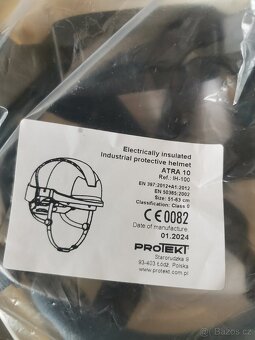 Electrically insulated
Industrial protective helmet
ATRA 10
Ref.: IH-100
EN 397:2012+A1:2012
EN 50365:2002
Size: 51-63 cm
Classification: Class 0
CE 0082
Date of manufacture:
01.2024
PROTEKT
Starorudzka 9
93-403 Łódź, Polska
www.protekt.com.pl
Bazos.cz